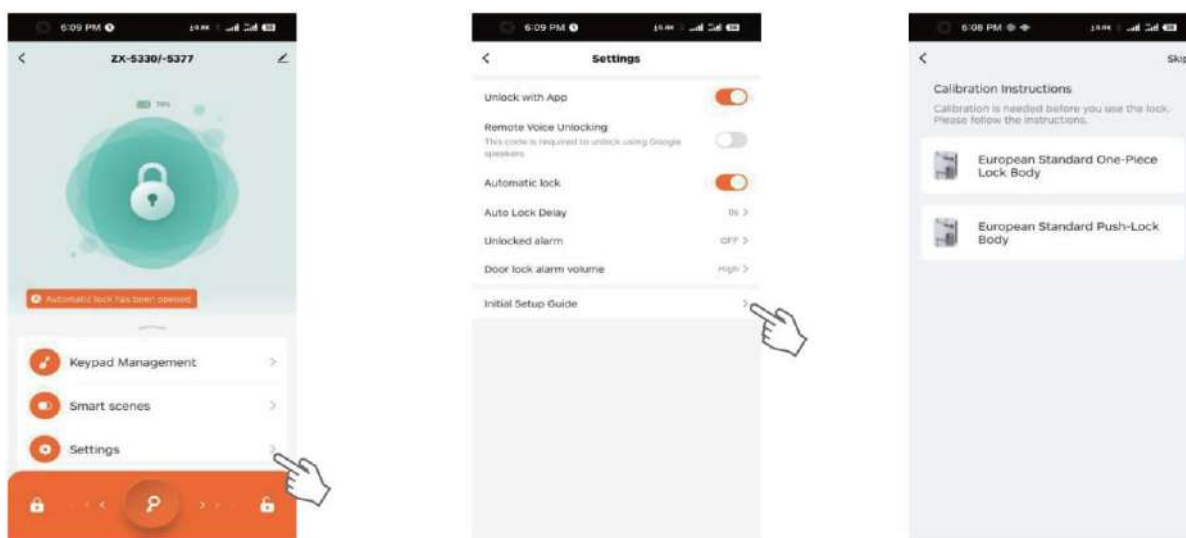 6:09 PM
ZX-5330/-5377
Automatic lock has been opened
Keypad Management
Smart scenes
Settings
6:09 PM
Settings
Unlock with App
Remote Voice Unlocking
This code is required to unlock using Google
speakers
Automatic lock
Auto Lock Delay
0s
Unlocked alarm
OFF
Door lock alarm volume
High
Initial Setup Guide
6:08 PM
Skip
Calibration Instructions
Calibration is needed before you use the lock.
Please follow the instructions.
European Standard One-Piece
Lock Body
European Standard Push-Lock
Body